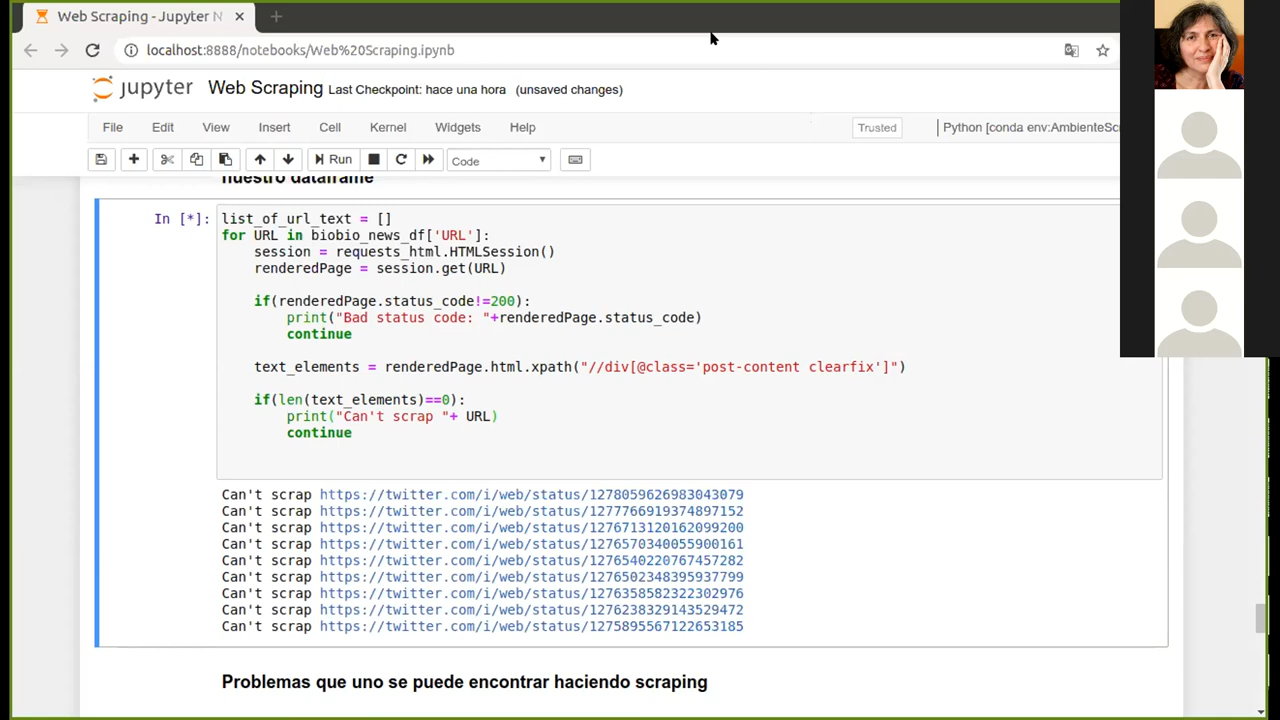 Web Scraping - Jupyter N
localhost:8888/notebooks/Web%20Scraping.ipynb
jupyter Web Scraping Last Checkpoint: hace una hora (unsaved changes)
File Edit View Insert Cell Kernel Widgets Help Trusted Python [conda env:AmbienteScr
Run Code
nuestro dataframe
In [*]: list_of_url_text = []
for URL in biobio_news_df['URL']:
session = requests_html.HTMLSession()
renderedPage = session.get(URL)
if(renderedPage.status_code!=200):
print("Bad status code: "+renderedPage.status_code)
continue
text_elements = renderedPage.html.xpath("//div[@class='post-content clearfix']")
if(len(text_elements)==0):
print("Can't scrap "+ URL)
continue
Can't scrap https://twitter.com/i/web/status/1278059626983043079
Can't scrap https://twitter.com/i/web/status/1277766919374897152
Can't scrap https://twitter.com/i/web/status/1276713120162099200
Can't scrap https://twitter.com/i/web/status/1276570340055900161
Can't scrap https://twitter.com/i/web/status/1276540220767457282
Can't scrap https://twitter.com/i/web/status/1276502348395937799
Can't scrap https://twitter.com/i/web/status/1276358582322302976
Can't scrap https://twitter.com/i/web/status/1276238329143529472
Can't scrap https://twitter.com/i/web/status/1275895567122653185
Problemas que uno se puede encontrar haciendo scraping